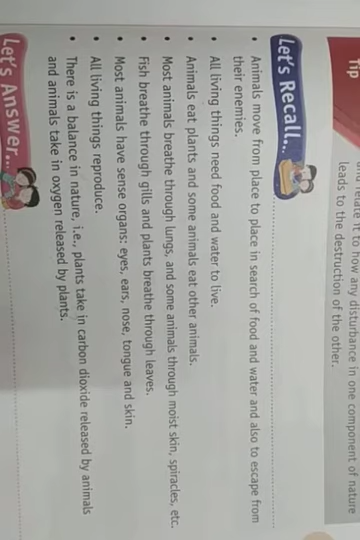 Tip
and make it to how any disturbance in one component of nature
leads to the destruction of the other.
Let's Recall...
• Animals move from place to place in search of food and water and also to escape from
their enemies.
• All living things need food and water to live.
• Animals eat plants and some animals eat other animals.
• Most animals breathe through lungs, and some animals through moist skin, spiracles, etc.
• Fish breathe through gills and plants breathe through leaves.
• Most animals have sense organs: eyes, ears, nose, tongue and skin.
• All living things reproduce.
• There is a balance in nature, i.e., plants take in carbon dioxide released by animals
and animals take in oxygen released by plants.
Let's Answer...